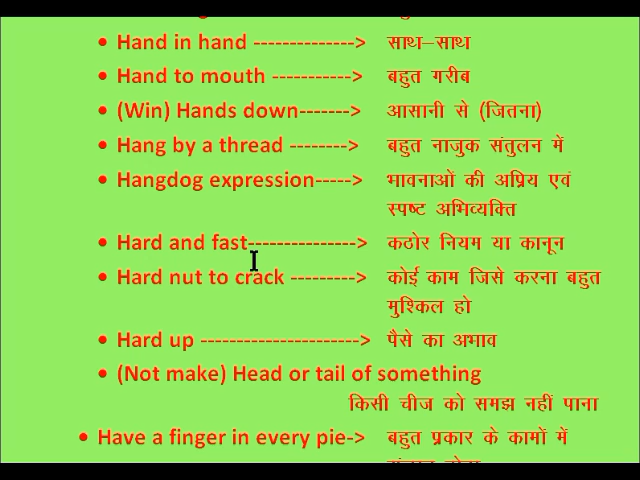 • Hand in hand --------------> साथ–साथ
• Hand to mouth -----------> बहुत गरीब
• (Win) Hands down-------> आसानी से (जितना)
• Hang by a thread --------> बहुत नाजुक संतुलन में
• Hangdog expression-----> भावनाओं की अप्रिय एवं
स्पष्ट अभिव्यक्ति
• Hard and fast---------------> कठोर नियम या कानून
• Hard nut to crack ---------> कोई काम जिसे करना बहुत
मुश्किल हो
• Hard up ----------------------> पैसे का अभाव
• (Not make) Head or tail of something
किसी चीज को समझ नहीं पाना
• Have a finger in every pie-> बहुत प्रकार के कामों में